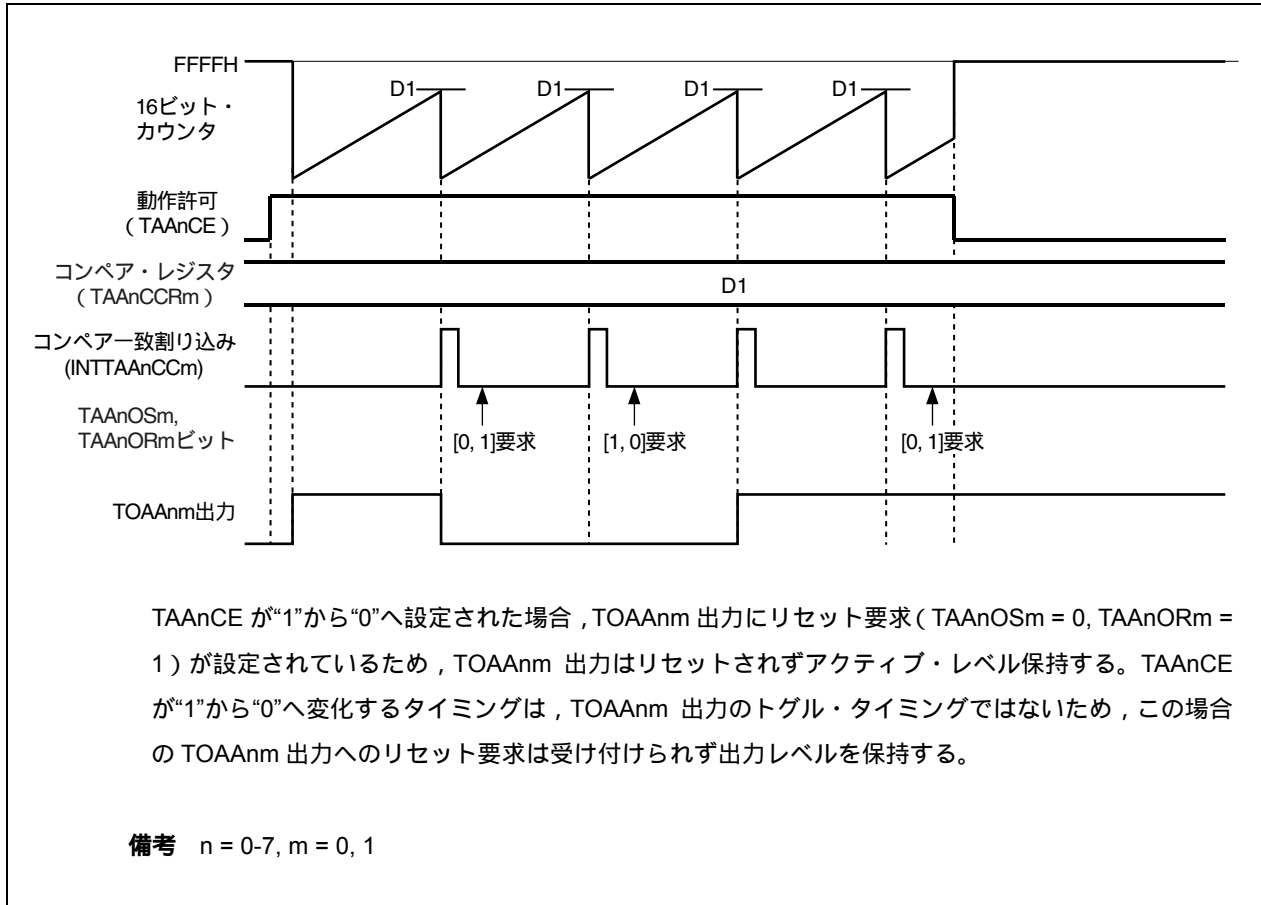 FFFFH
D1 D1 D1 D1
16ビット・
カウンタ
動作許可
（TAAnCE）
コンペア・レジスタ
（TAAnCCRm）
D1
コンペア一致割り込み
(INTTAAnCCm)
TAAnOSm,
TAAnORmビット
[0, 1]要求 [1, 0]要求 [0, 1]要求
TOAAnm出力
TAAnCE が“1”から“0”へ設定された場合，TOAAnm 出力にリセット要求（TAAnOSm = 0, TAAnORm =
1）が設定されているため，TOAAnm 出力はリセットされずアクティブ・レベル保持する。TAAnCE
が“1”から“0”へ変化するタイミングは，TOAAnm 出力のトグル・タイミングではないため，この場合
の TOAAnm 出力へのリセット要求は受け付けられず出力レベルを保持する。
備考 n = 0-7, m = 0, 1